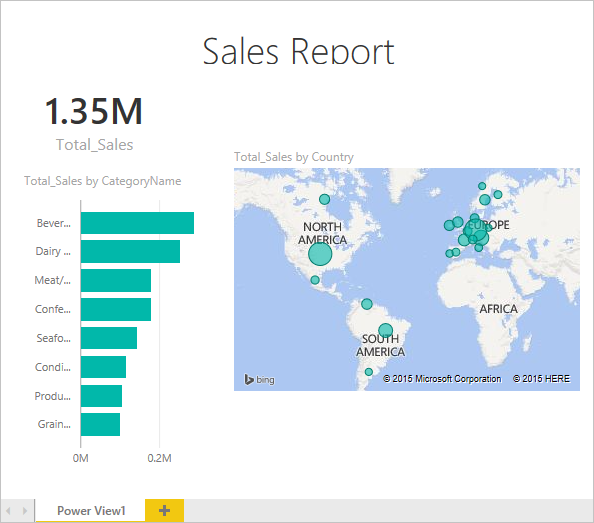 Sales Report
1.35M
Total_Sales
Total_Sales by CategoryName
Bever...
Dairy ...
Meat/...
Confe...
Seafo...
Condi...
Produ...
Grain...
0M
0.2M
Total_Sales by Country
NORTH
AMERICA
EUROPE
AFRICA
SOUTH
AMERICA
bing
© 2015 Microsoft Corporation
© 2015 HERE
Power View1